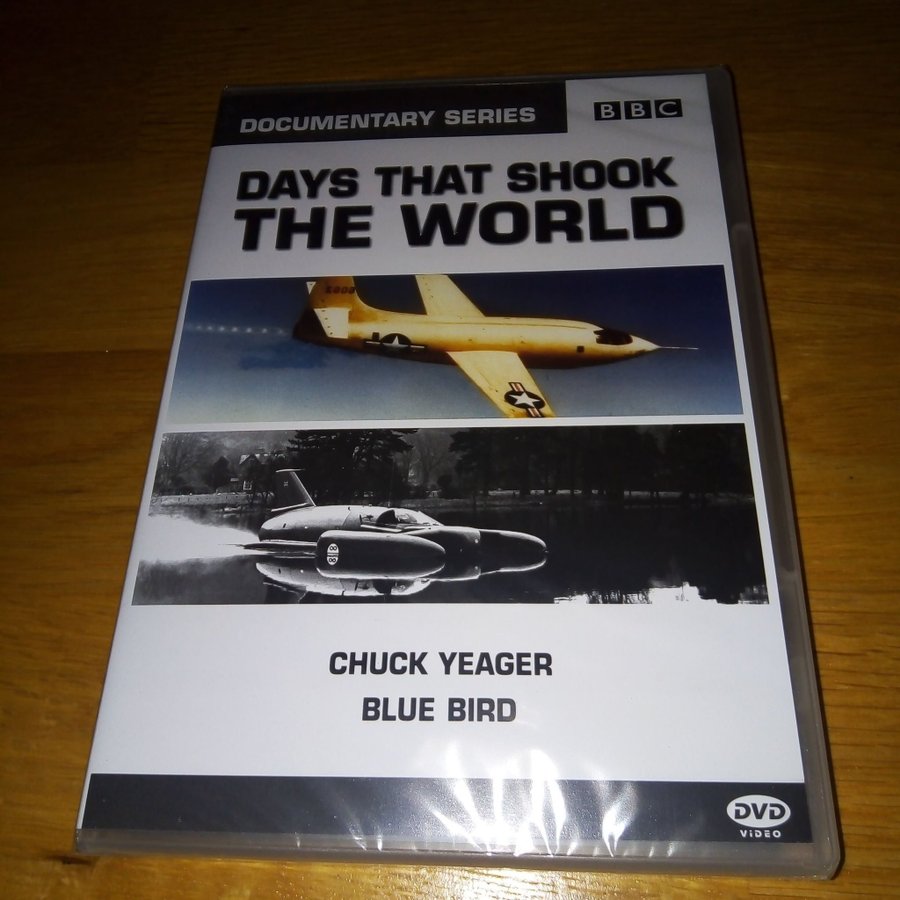 DOCUMENTARY SERIES
BBC
DAYS THAT SHOOK
THE WORLD
CHUCK YEAGER
BLUE BIRD
DVD
VIDEO